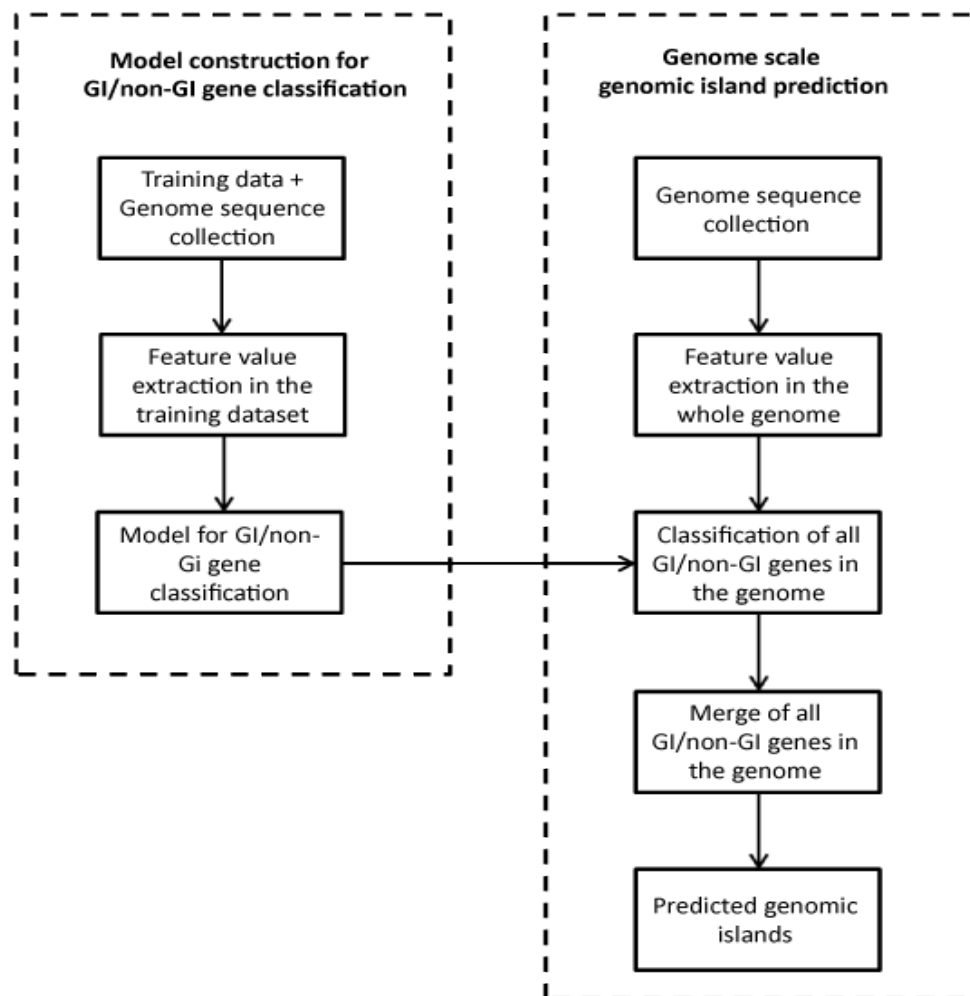 Model construction for
GI/non-GI gene classification
Training data +
Genome sequence
collection
Feature value
extraction in the
training dataset
Model for GI/non-
Gi gene
classification
Genome scale
genomic island prediction
Genome sequence
collection
Feature value
extraction in the
whole genome
Classification of all
GI/non-GI genes in
the genome
Merge of all
GI/non-GI genes in
the genome
Predicted genomic
islands